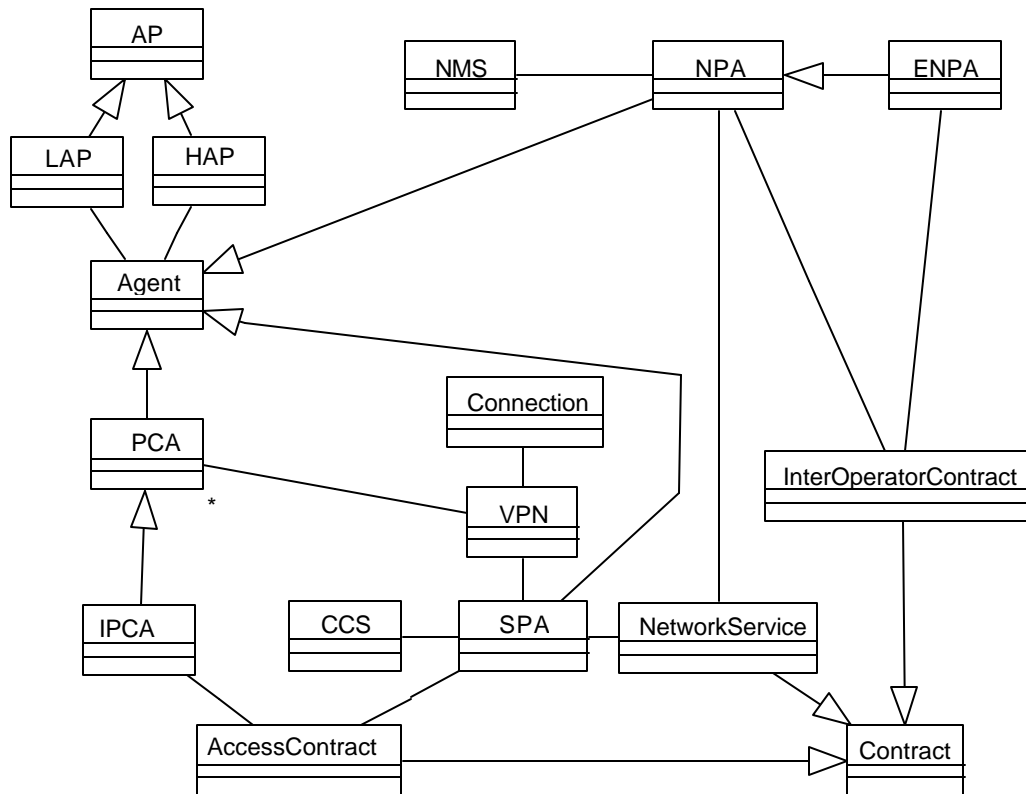 AP
NMS
NPA
ENPA
LAP
HAP
Agent
Connection
PCA
*
InterOperatorContract
VPN
IPCA
CCS
SPA
NetworkService
AccessContract
Contract